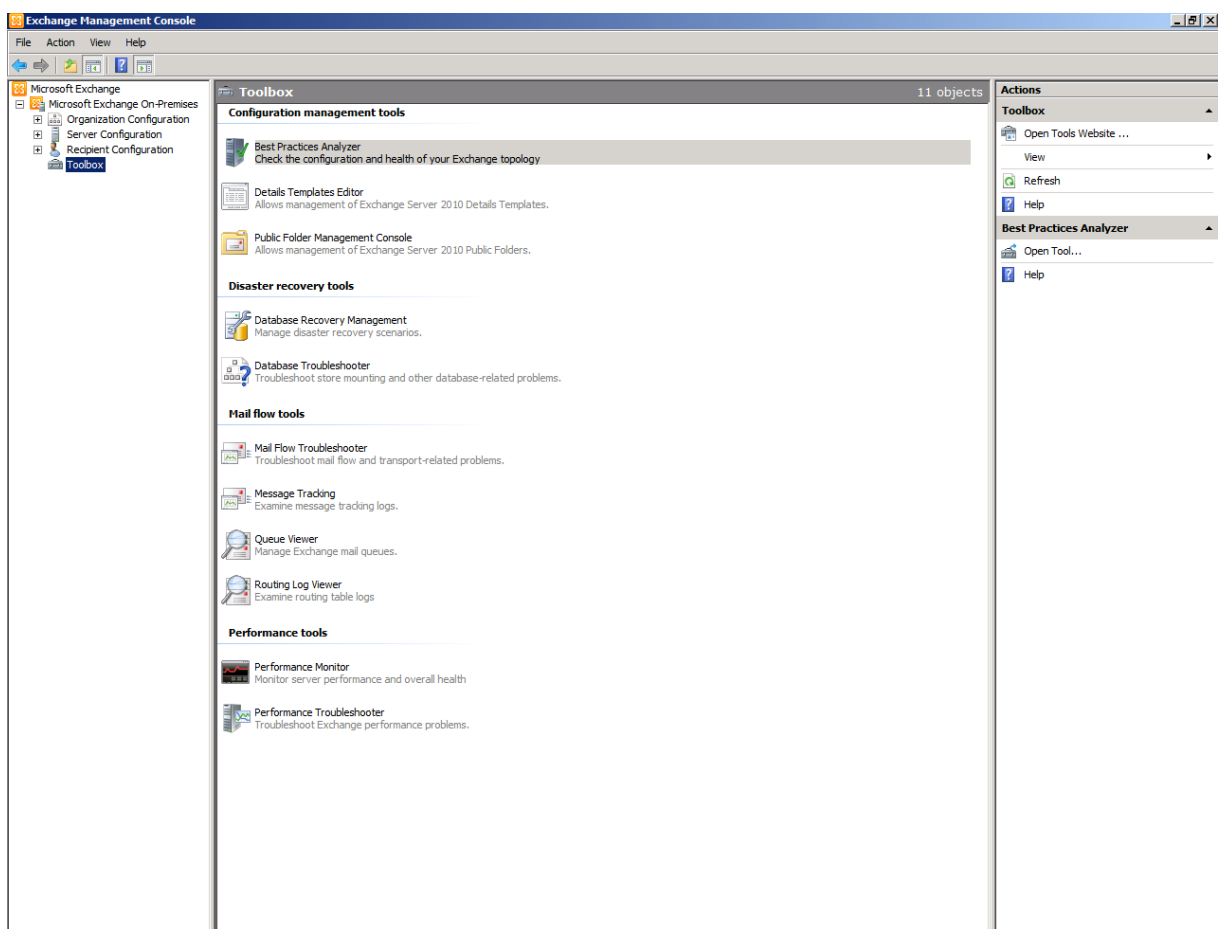 Exchange Management Console
File Action View Help
Microsoft Exchange
Microsoft Exchange On-Premises
Organization Configuration
Server Configuration
Recipient Configuration
Toolbox
Toolbox 11 objects
Configuration management tools
Best Practices Analyzer
Check the configuration and health of your Exchange topology
Details Templates Editor
Allows management of Exchange Server 2010 Details Templates.
Public Folder Management Console
Allows management of Exchange Server 2010 Public Folders.
Disaster recovery tools
Database Recovery Management
Manage disaster recovery scenarios.
Database Troubleshooter
Troubleshoot store mounting and other database-related problems.
Mail flow tools
Mail Flow Troubleshooter
Troubleshoot mail flow and transport-related problems.
Message Tracking
Examine message tracking logs.
Queue Viewer
Manage Exchange mail queues.
Routing Log Viewer
Examine routing table logs
Performance tools
Performance Monitor
Monitor server performance and overall health
Performance Troubleshooter
Troubleshoot Exchange performance problems.
Actions
Toolbox
Open Tools Website ...
View
Refresh
Help
Best Practices Analyzer
Open Tool...
Help